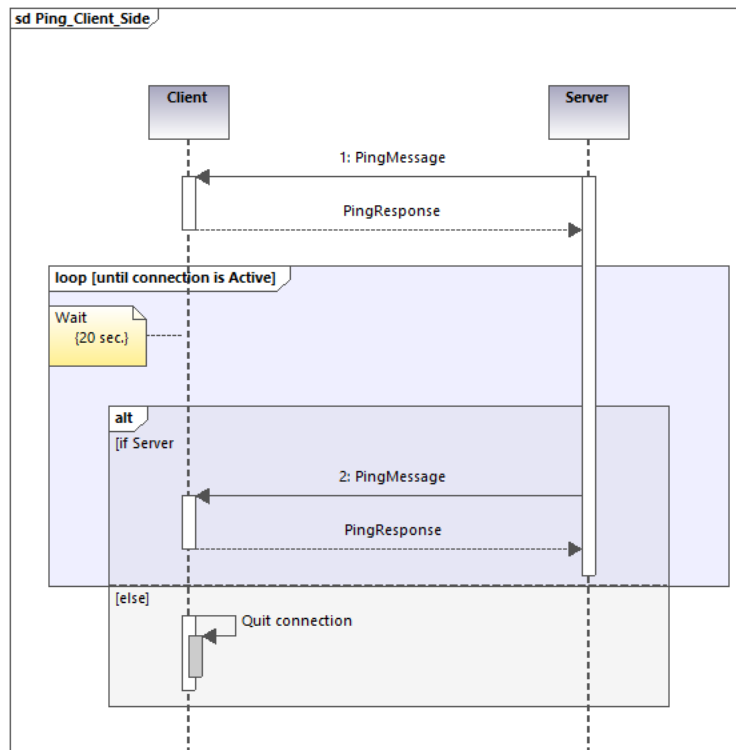 sd Ping_Client_Side
Client
Server
1: PingMessage
PingResponse
loop [until connection is Active]
Wait
{20 sec.}
alt
[if Server
2: PingMessage
PingResponse
[else]
Quit connection